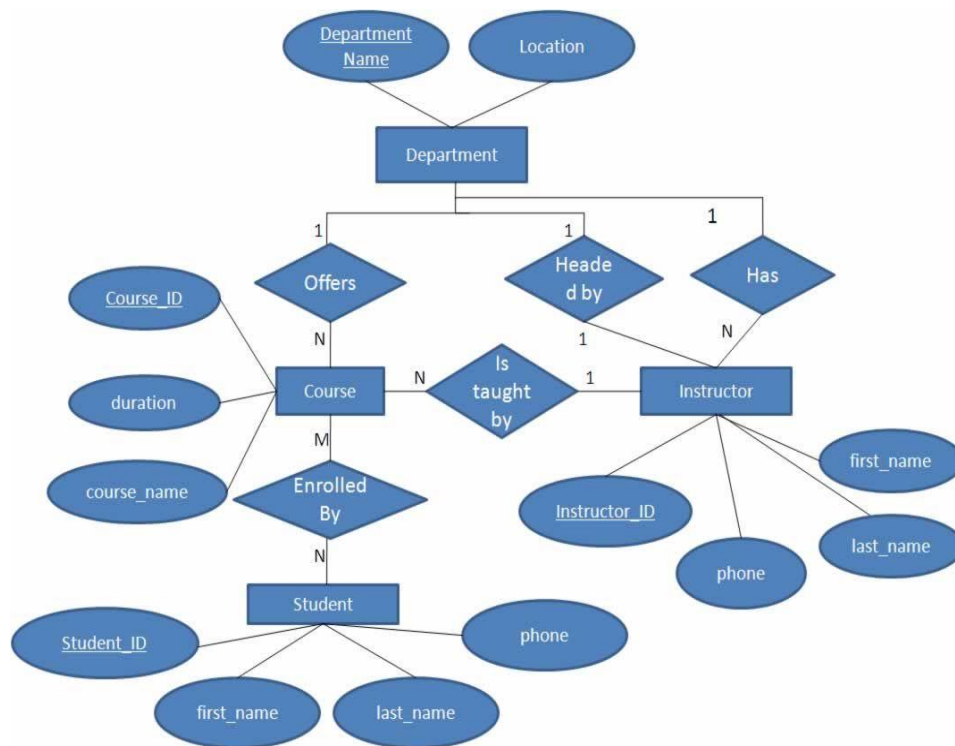 Department
Name
Location
Department
1
1
1
Offers
Heade
d by
Has
Course_ID
N
1
N
duration
Course
N
Is
taught
by
1
Instructor
course_name
M
Enrolled
By
first_name
Instructor_ID
last_name
N
phone
Student
Student_ID
phone
first_name
last_name